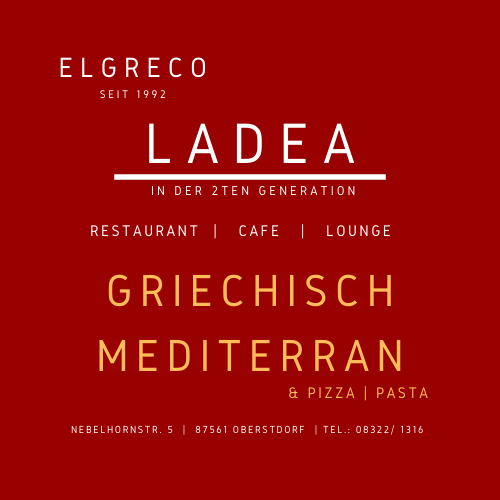 ELGRECO
SEIT 1992
LADEA
IN DER 2TEN GENERATION
RESTAURANT | CAFE | LOUNGE
GRIECHISCH
MEDITERRAN
& PIZZA | PASTA
NEBELHORNSTR. 5 | 87561 OBERSTDORF | TEL.: 08322/ 1316